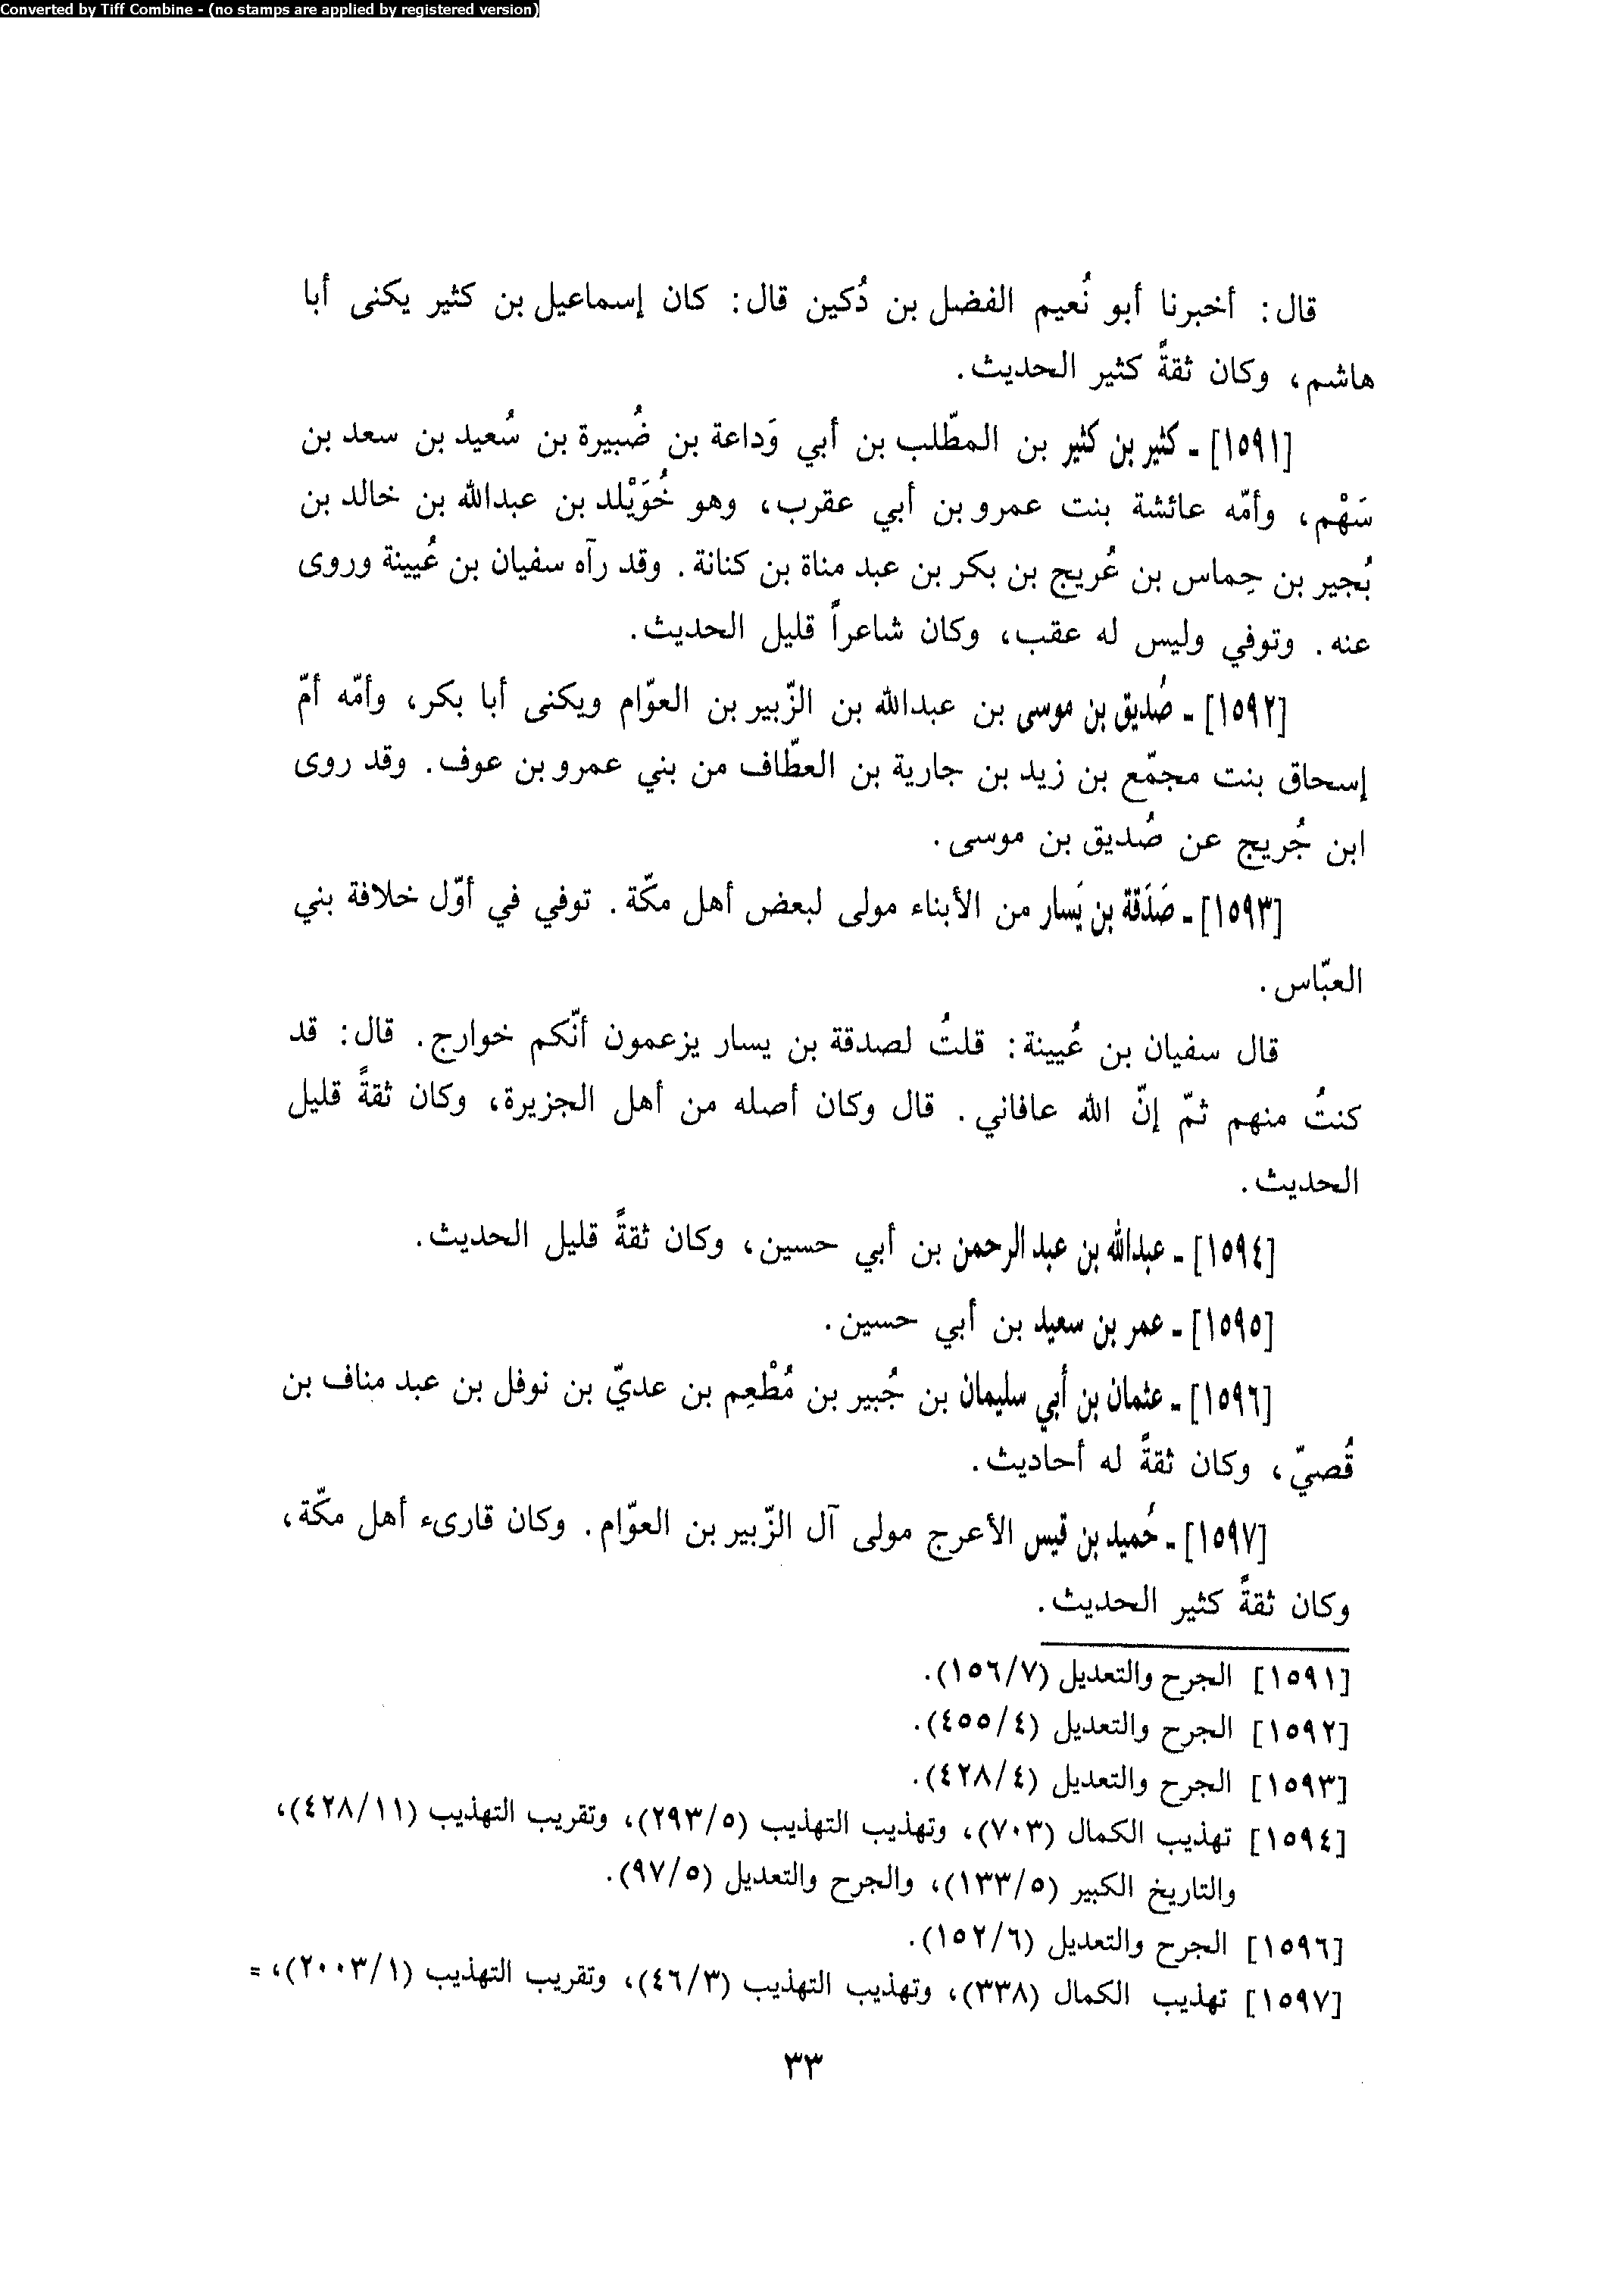 Converted by Tiff Combine - (no stamps are applied by registered version)
قال: أخبرنا أبو نُعيم الفضل بن دُكين قال: كان إسماعيل بن كثير يكنى أبا
هاشم، وكان ثقةً كثير الحديث.
[١٥٩١] - كثير بن كثير بن المطّلب بن أبي وَداعة بن ضُبيرة بن سُعيد بن سعد بن
سَهْم، وأمّه عائشة بنت عمرو بن أبي عقرب، وهو خُوَيْلد بن عبدالله بن خالد بن
بُجير بن حِماس بن عُريج بن بكر بن عبد مناة بن كنانة. وقد رآه سفيان بن عُيينة وروى
عنه. وتوفي وليس له عقب، وكان شاعراً قليل الحديث.
[١٥٩٢] - صُديق بن موسى بن عبدالله بن الزّبير بن العوّام ويكنى أبا بكر، وأمّه أمّ
إسحاق بنت مجمّع بن زيد بن جارية بن العطّاف من بني عمرو بن عوف. وقد روى
ابن جُريج عن صُديق بن موسى.
[١٥٩٣] - صَدَقة بن يَسار من الأبناء مولى لبعض أهل مكّة. توفي في أوّل خلافة بني
العبّاس.
قال سفيان بن عُيينة: قلتُ لصدقة بن يسار يزعمون أنّكم خوارج. قال: قد
كنتُ منهم ثمّ إنّ الله عافاني. قال وكان أصله من أهل الجزيرة، وكان ثقةً قليل
الحديث.
[١٥٩٤] - عبدالله بن عبد الرحمن بن أبي حسين، وكان ثقةً قليل الحديث.
[١٥٩٥] - عمر بن سعيد بن أبي حسين.
[١٥٩٦] - عثمان بن أبي سليمان بن جُبير بن مُطْعِم بن عديّ بن نوفل بن عبد مناف بن
قُصيّ، وكان ثقةً له أحاديث.
[١٥٩٧] - حُميد بن قيس الأعرج مولى آل الزّبير بن العوّام. وكان قارىء أهل مكّة،
وكان ثقةً كثير الحديث.
[١٥٩١] الجرح والتعديل (١٥٦/٧).
[١٥٩٢] الجرح والتعديل (٤٥٥/٤).
[١٥٩٣] الجرح والتعديل (٤٢٨/٤).
[١٥٩٤] تهذيب الكمال (٧٠٣)، وتهذيب التهذيب (٢٩٣/٥)، وتقريب التهذيب (٤٢٨/١١)،
والتاريخ الكبير (١٣٣/٥)، والجرح والتعديل (٩٧/٥).
[١٥٩٦] الجرح والتعديل (١٥٢/٦).
[١٥٩٧] تهذيب الكمال (٣٣٨)، وتهذيب التهذيب (٤٦/٣)، وتقريب التهذيب (٢٠٠٣/١)، =
٣٣